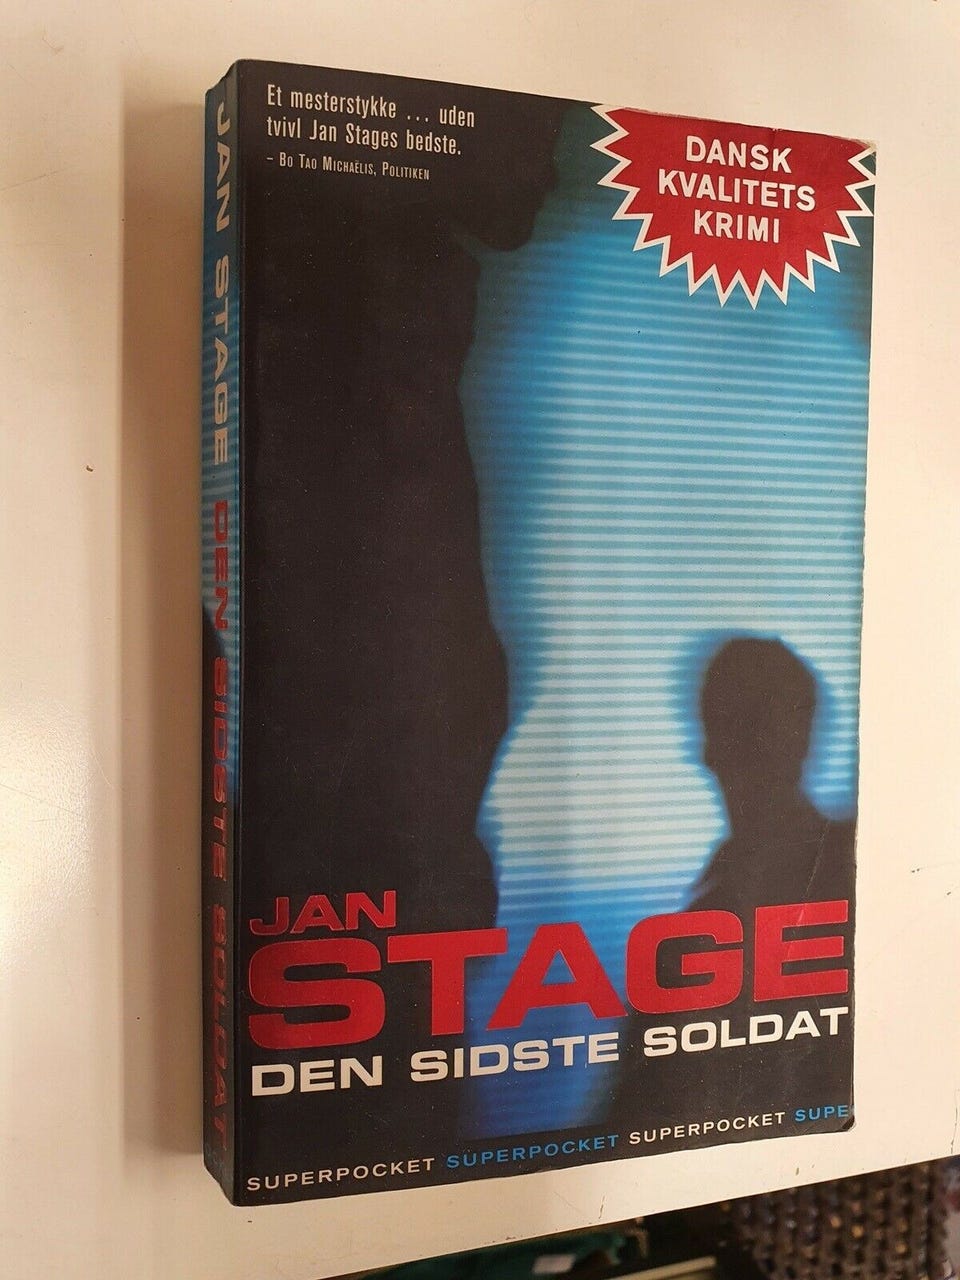 Et mesterstykke ... uden
tvivl Jan Stages bedste.
– Bo Tao Michaëlis, Politiken
DANSK
KVALITETS
KRIMI
JAN
STAGE
DEN SIDSTE SOLDAT
SUPERPOCKET SUPERPOCKET SUPERPOCKET SUPE
JAN STAGE DEN SIDSTE SOLDAT